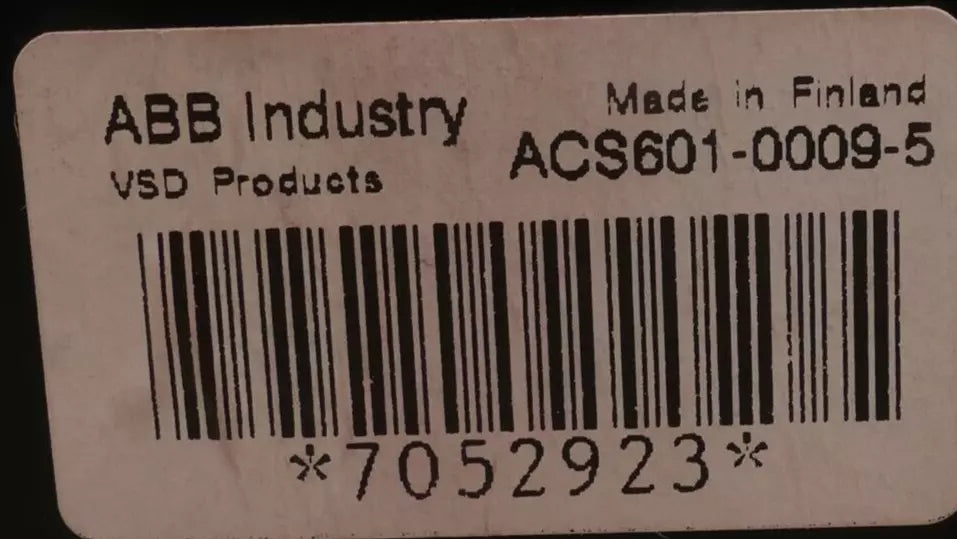 ABB Industry
Made in Finland
VSD Products
ACS601-0009-5
*7052923*